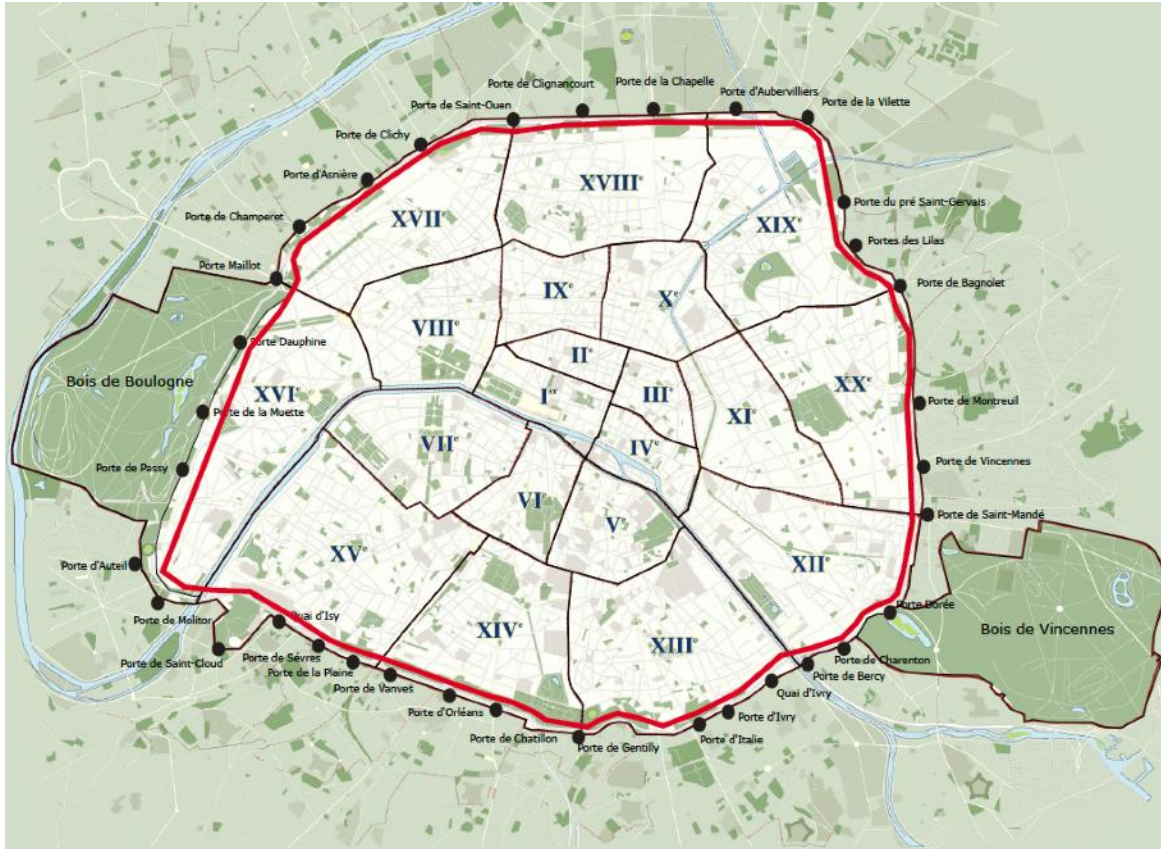 Porte de Clignancourt
Porte de la Chapelle
Porte d'Aubervilliers
Porte de Saint-Ouen
Porte de la Vilette
Porte de Clichy
Porte d'Asnière
XVIIIe
Porte du pré Saint-Gervais
Porte de Champeret
XVIIe
XIXe
Portes des Lilas
Porte Maillot
Porte de Bagnolet
IXe
Xe
VIIIe
Porte Dauphine
IIe
Bois de Boulogne
XVIe
Ier
IIIe
XXe
Porte de Montreuil
Porte de la Muette
XIe
IVe
Porte de Passy
VIIe
Porte de Vincennes
VIe
Porte de Saint-Mandé
Ve
XVe
Porte d'Auteil
XIIe
Porte Dorée
Porte de Molitor
Quai d'Isy
XIVe
Bois de Vincennes
XIIIe
Porte de Saint-Cloud
Porte de Sévres
Porte de Charenton
Porte de la Plaine
Porte de Bercy
Porte de Vanves
Quai d'Ivry
Porte d'Orléans
Porte d'Ivry
Porte de Chatillon
Porte de Gentilly
Porte d'Italie